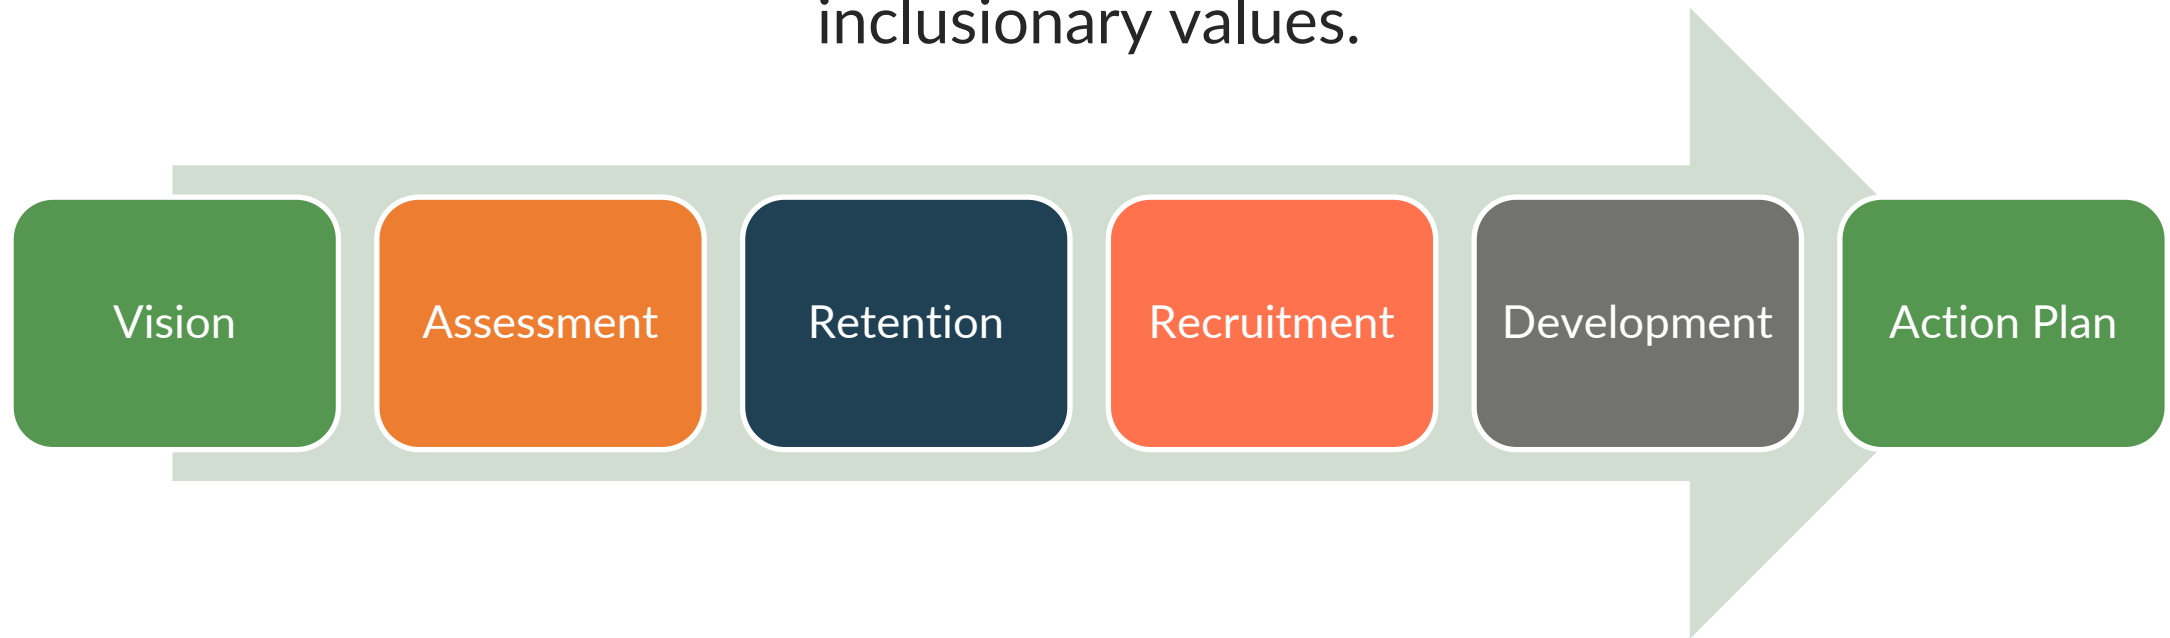 inclusionary values.
Vision
Assessment
Retention
Recruitment
Development
Action Plan